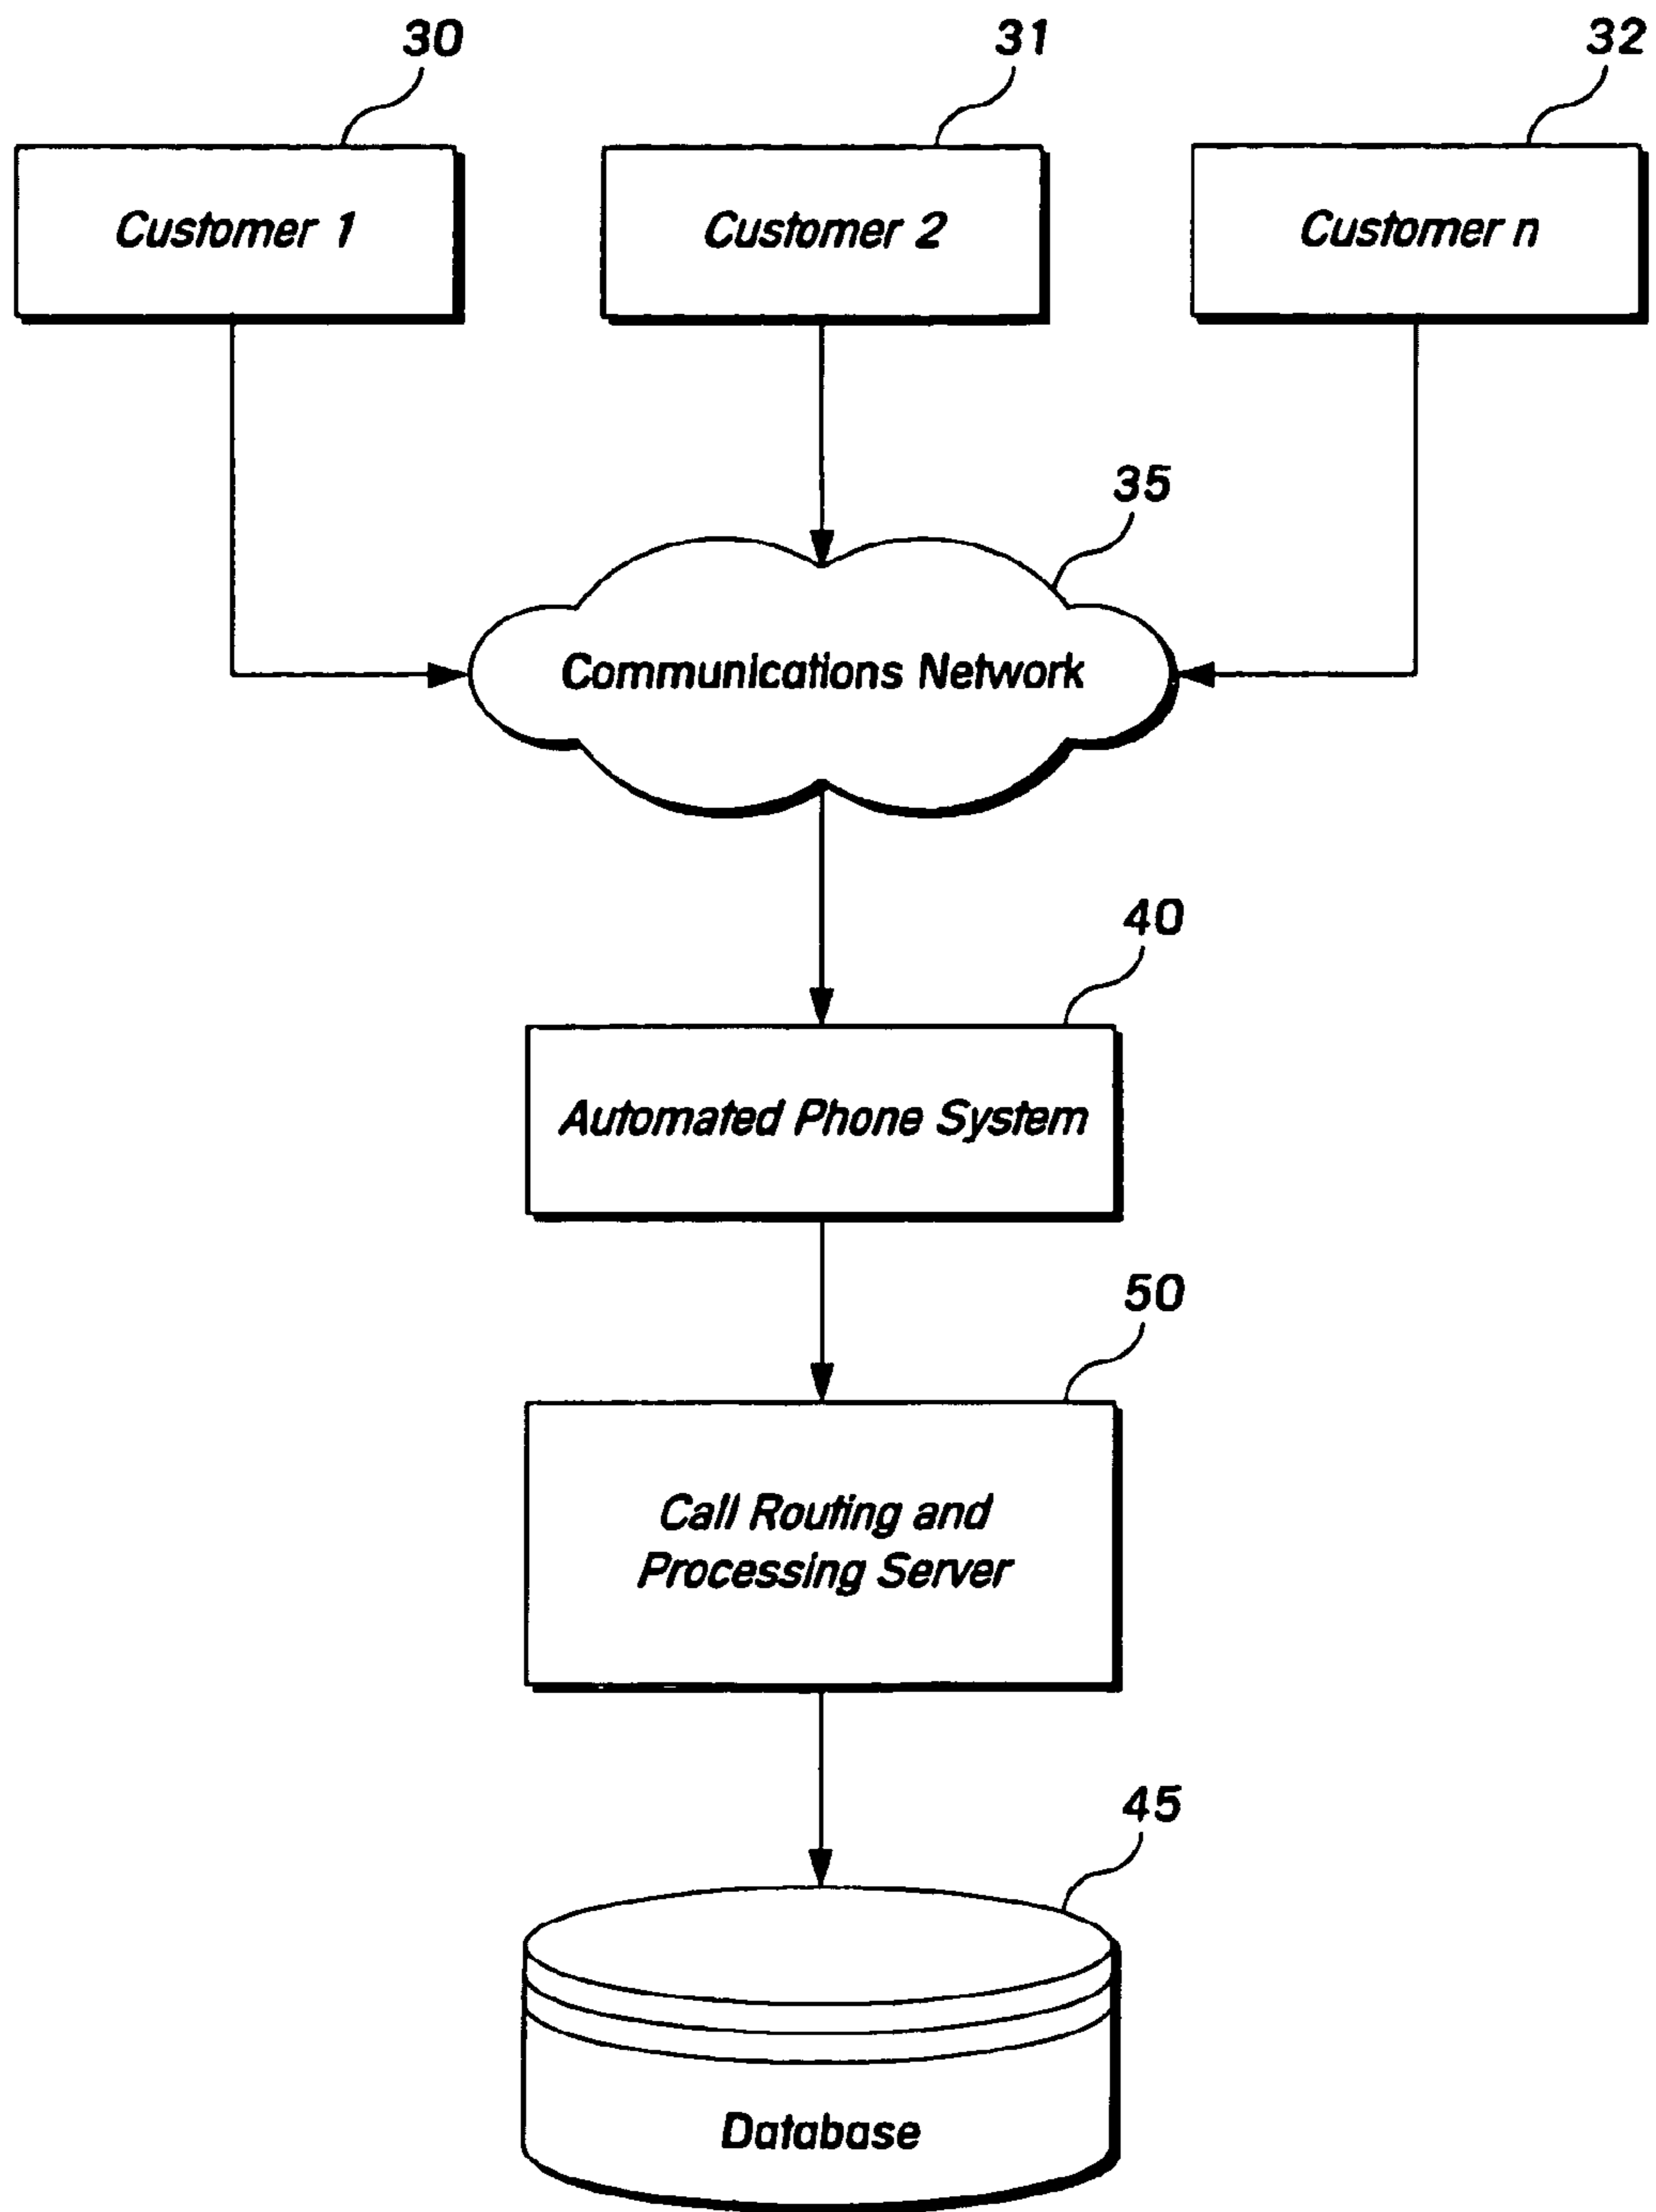 30
31
32
Customer 1
Customer 2
Customer n
35
Communications Network
40
Automated Phone System
50
Call Routing and
Processing Server
45
Database